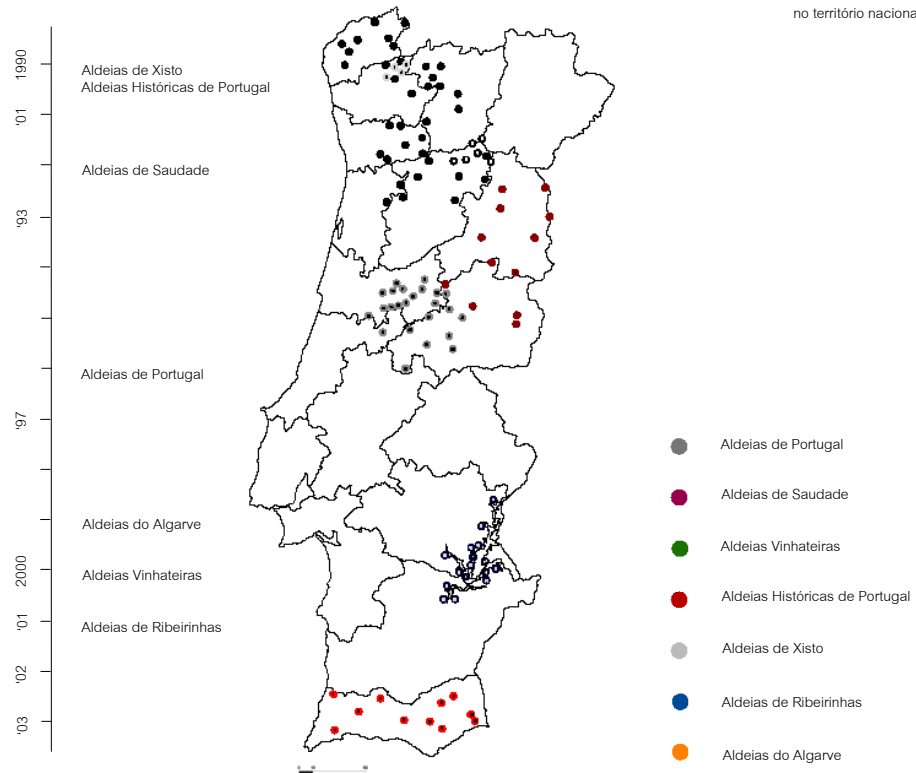 no território naciona
1990
Aldeias de Xisto
Aldeias Históricas de Portugal
'01
Aldeias de Saudade
'93
Aldeias de Portugal
'97
Aldeias do Algarve
2000
Aldeias Vinhateiras
'01
Aldeias de Ribeirinhas
'02
'03
Aldeias de Portugal
Aldeias de Saudade
Aldeias Vinhateiras
Aldeias Históricas de Portugal
Aldeias de Xisto
Aldeias de Ribeirinhas
Aldeias do Algarve